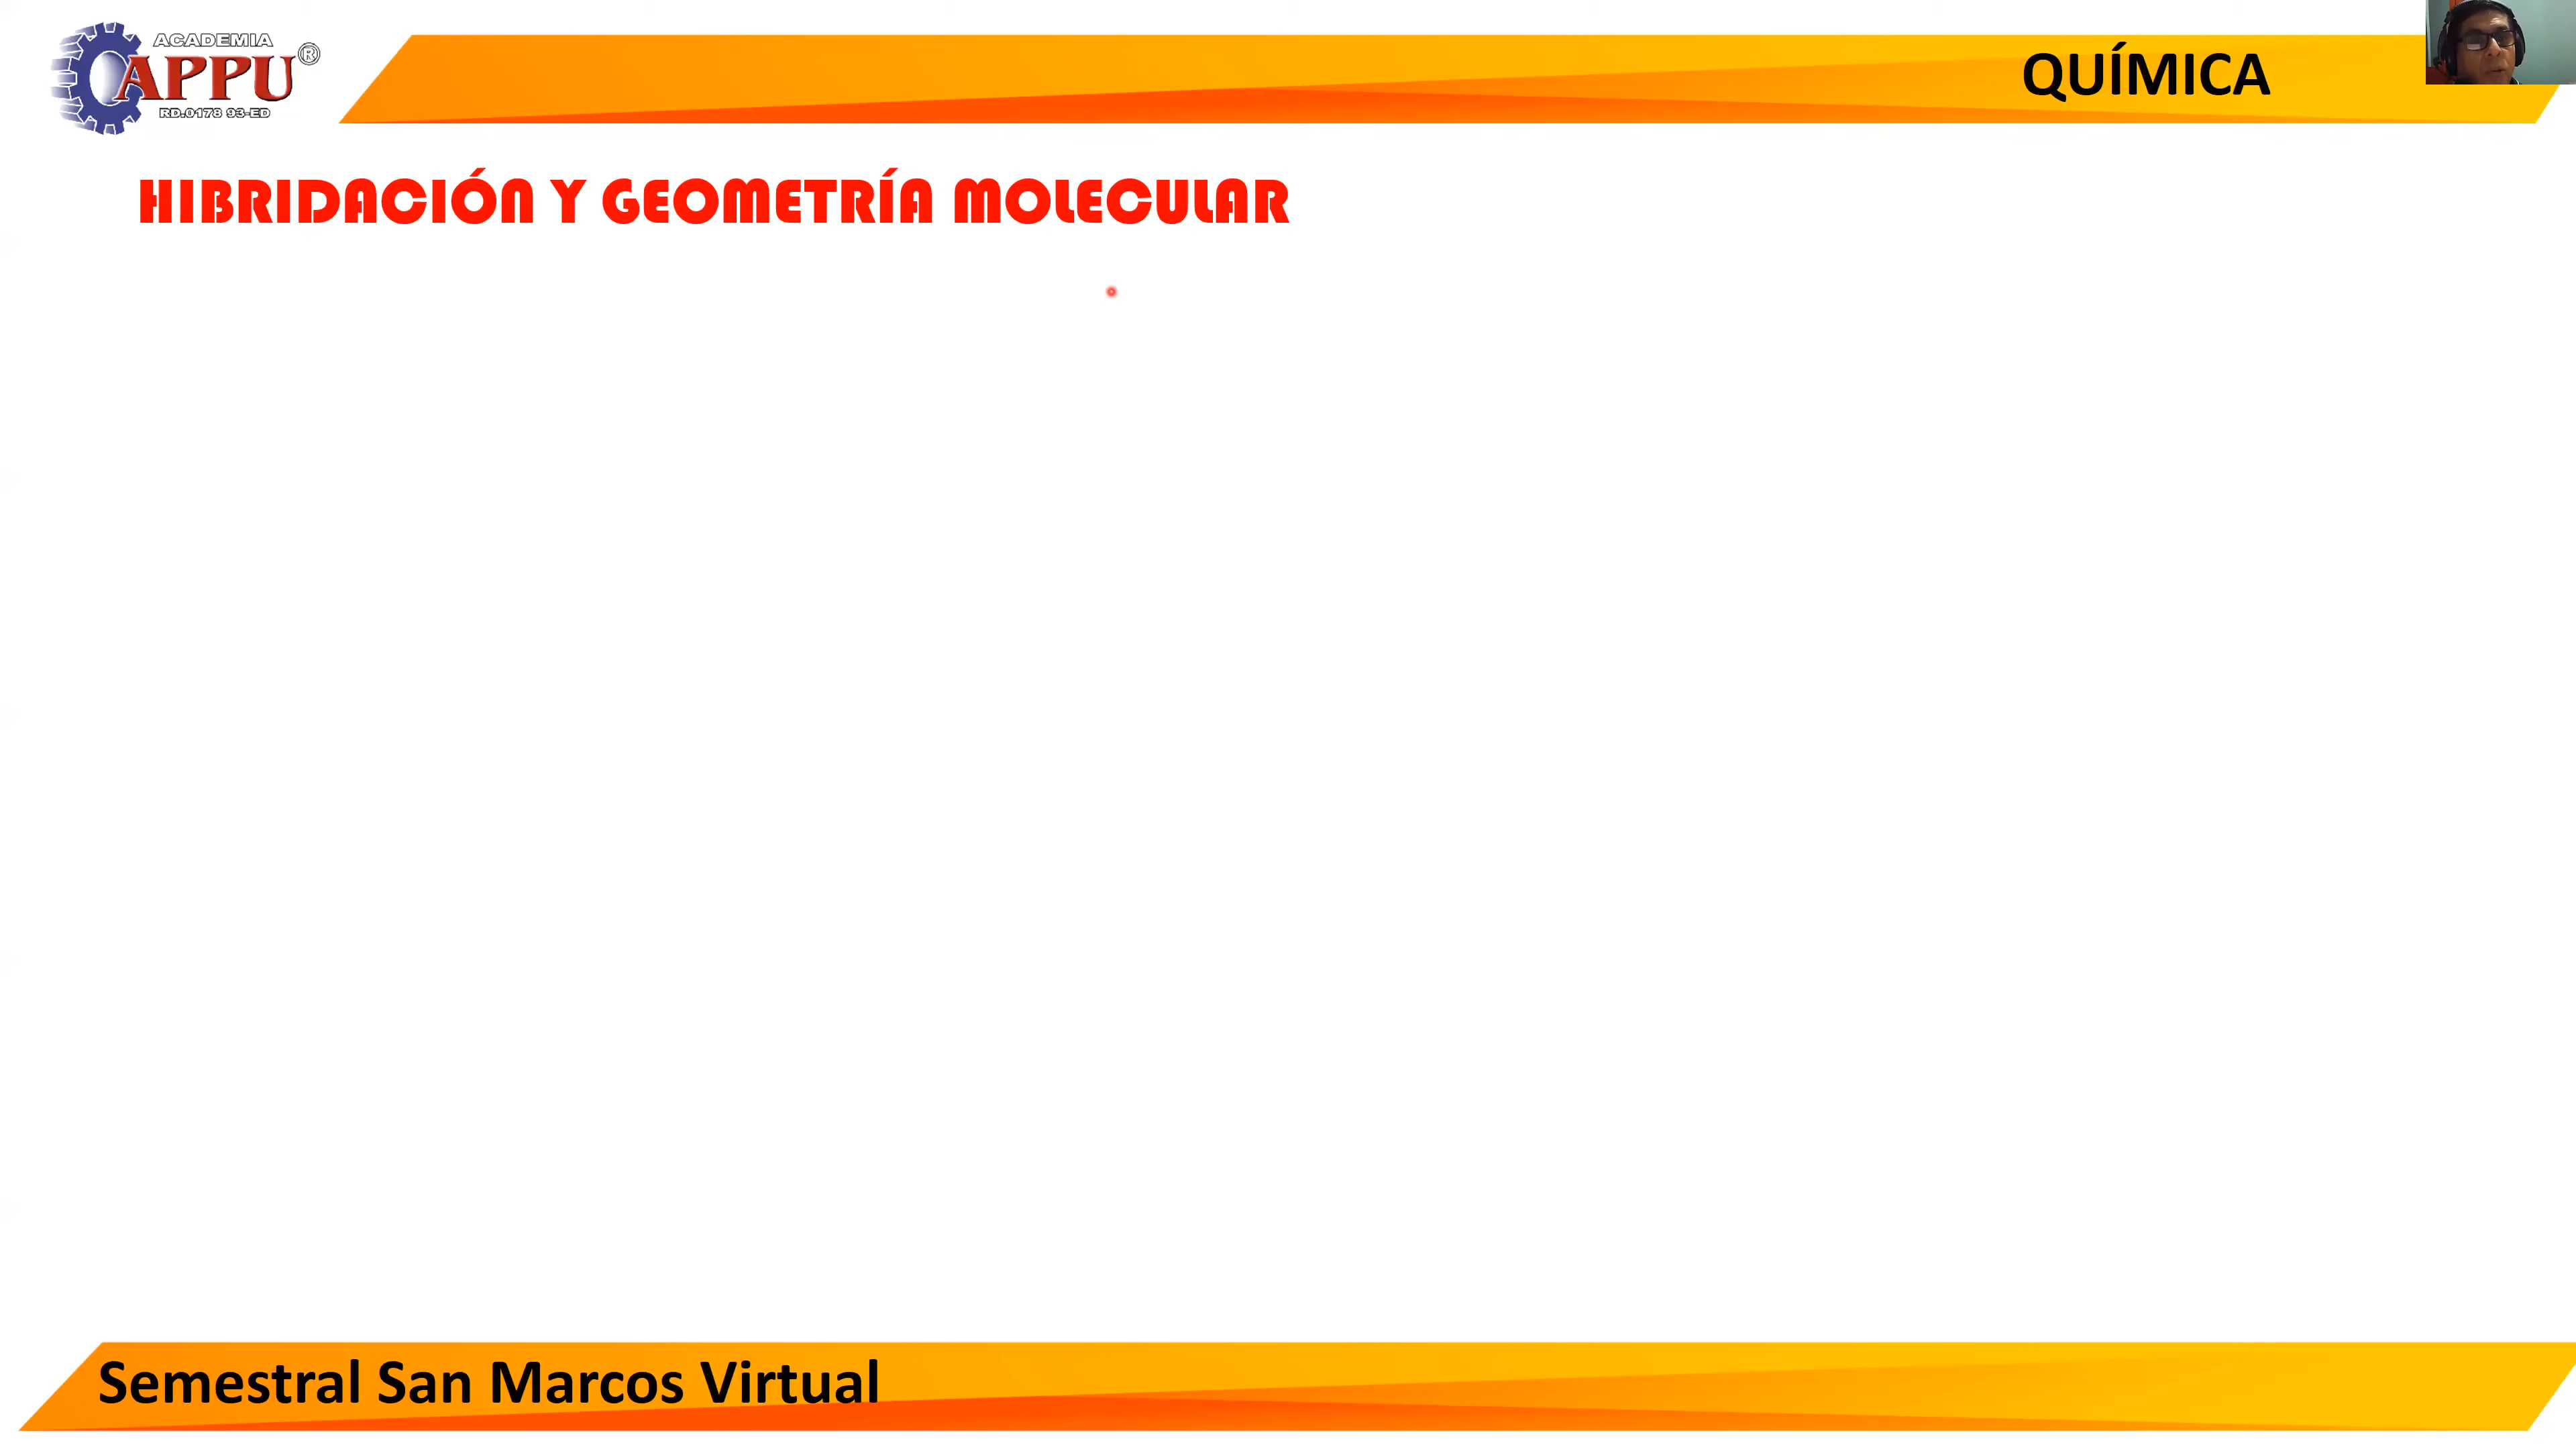 ACADEMIA
APPU®
RD.0178 93-ED
QUÍMICA
HIBRIDACIÓN Y GEOMETRÍA MOLECULAR
Semestral San Marcos Virtual